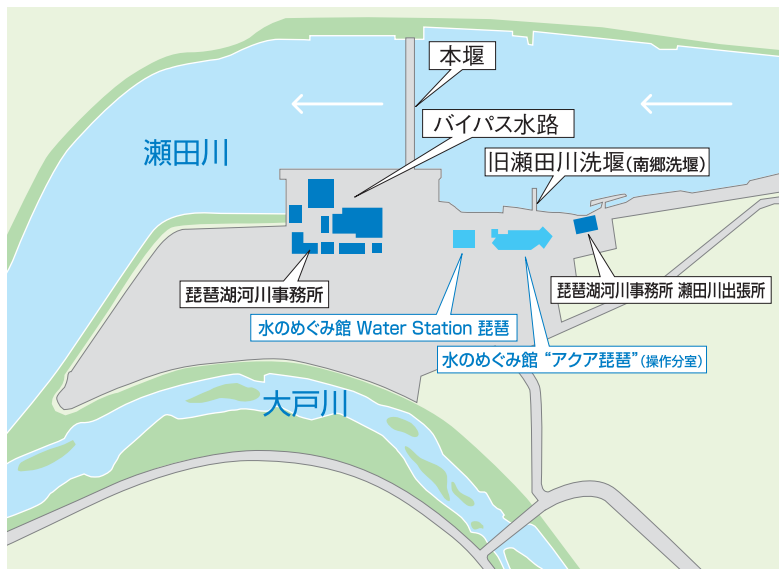 本堰
バイパス水路
瀬田川
旧瀬田川洗堰(南郷洗堰)
琵琶湖河川事務所
琵琶湖河川事務所 瀬田川出張所
水のめぐみ館 Water Station 琵琶
水のめぐみ館 “アクア琵琶”(操作分室)
大戸川